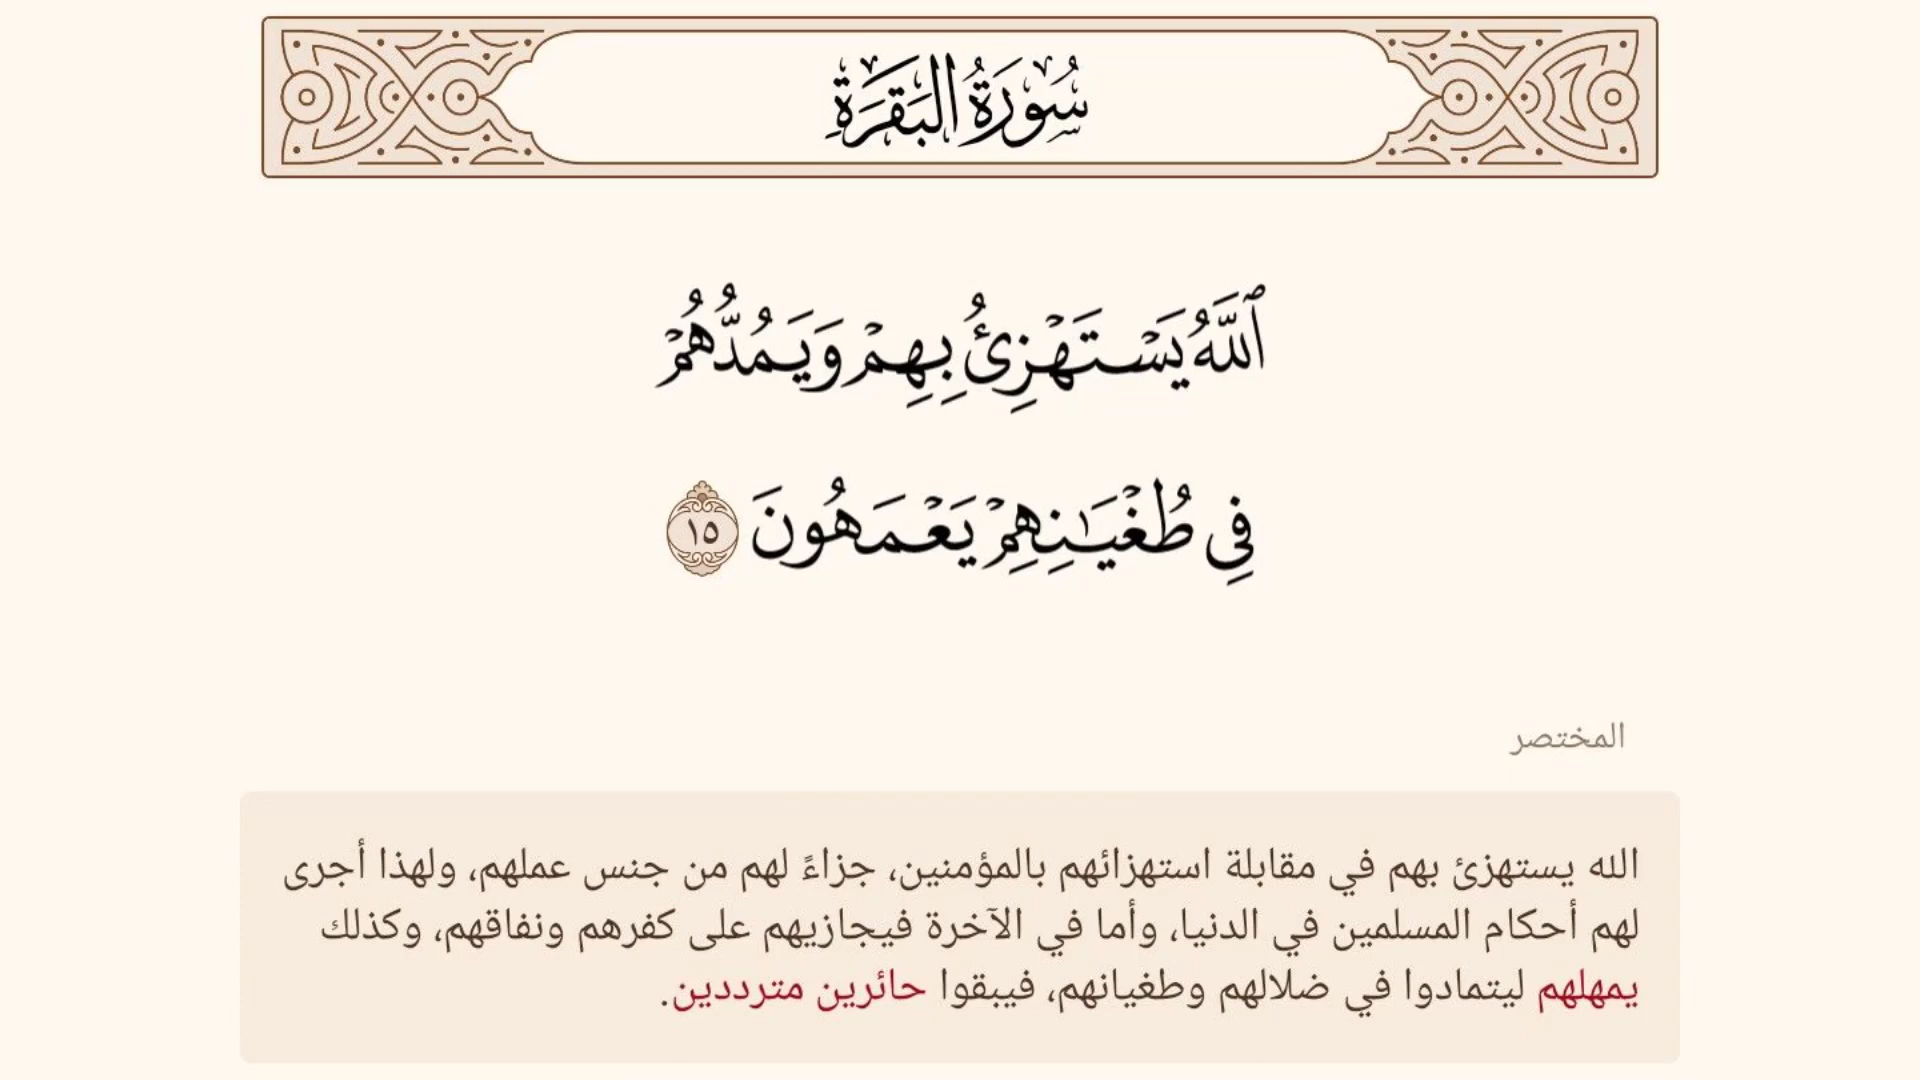 سُورَةُ البَقَرَةِ
ٱللَّهُ يَسۡتَهۡزِئُ بِهِمۡ وَيَمُدُّهُمۡ
فِي طُغۡيَٰنِهِمۡ يَعۡمَهُونَ ١٥
المختصر
الله يستهزئ بهم في مقابلة استهزائهم بالمؤمنين، جزاءً لهم من جنس عملهم، ولهذا أجرى
لهم أحكام المسلمين في الدنيا، وأما في الآخرة فيجازيهم على كفرهم ونفاقهم، وكذلك
يمهلهم ليتمادوا في ضلالهم وطغيانهم، فيبقوا حائرين مترددين.